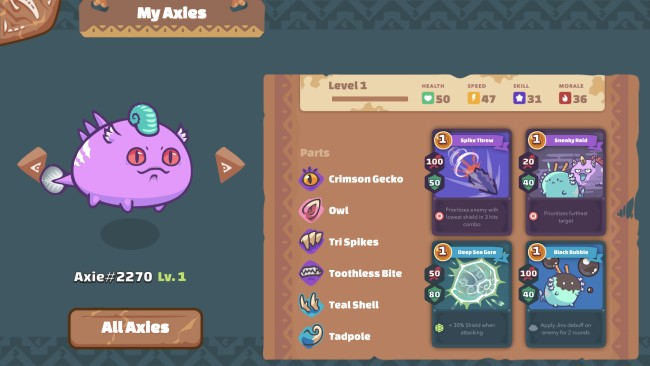 My Axies
Level 1
HEALTH
50
SPEED
47
SKILL
31
MORALE
36
Parts
Crimson Gecko
Owl
Tri Spikes
Toothless Bite
Teal Shell
Tadpole
1
Spike Throw
100
50
Prioritizes enemy with
lowest shield in 3 hits
combo
1
Sneaky Raid
20
40
Prioritizes furthest
target
1
Deep Sea Gore
50
80
+ 30% Shield when
attacking
1
Black Bubble
100
40
Apply Jinx debuff on
enemy for 2 rounds
Axie#2270 Lv. 1
All Axies